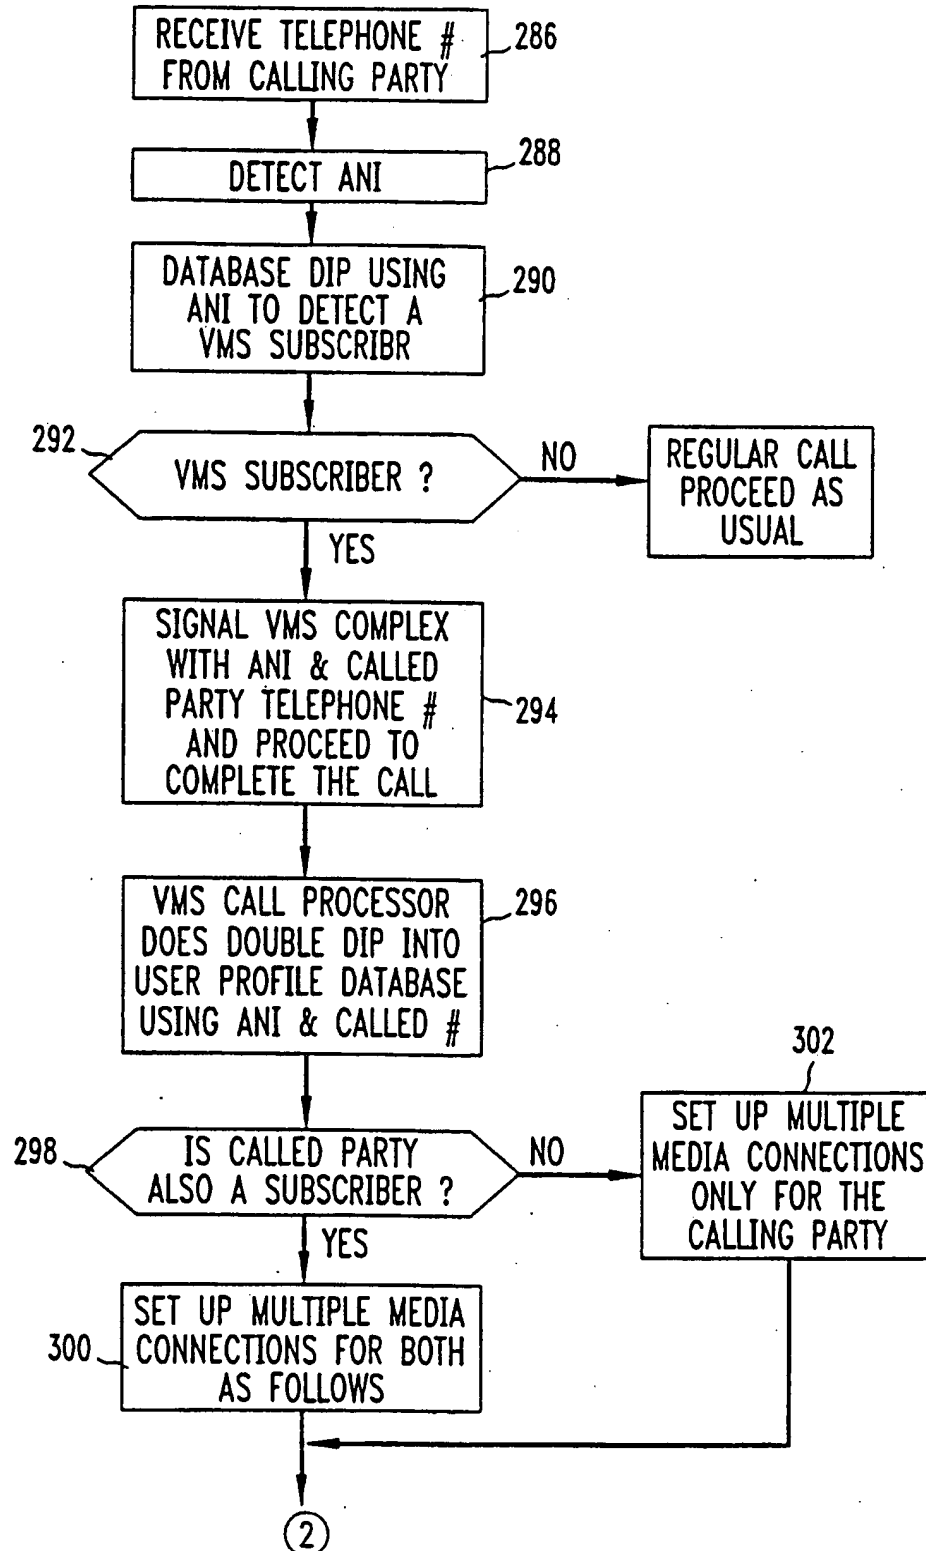 RECEIVE TELEPHONE #
FROM CALLING PARTY
286
DETECT ANI
288
DATABASE DIP USING
ANI TO DETECT A
VMS SUBSCRIBR
290
292
VMS SUBSCRIBER ?
NO
REGULAR CALL
PROCEED AS
USUAL
YES
SIGNAL VMS COMPLEX
WITH ANI & CALLED
PARTY TELEPHONE #
AND PROCEED TO
COMPLETE THE CALL
294
VMS CALL PROCESSOR
DOES DOUBLE DIP INTO
USER PROFILE DATABASE
USING ANI & CALLED #
296
298
IS CALLED PARTY
ALSO A SUBSCRIBER ?
NO
302
SET UP MULTIPLE
MEDIA CONNECTIONS
ONLY FOR THE
CALLING PARTY
YES
300
SET UP MULTIPLE MEDIA
CONNECTIONS FOR BOTH
AS FOLLOWS
2